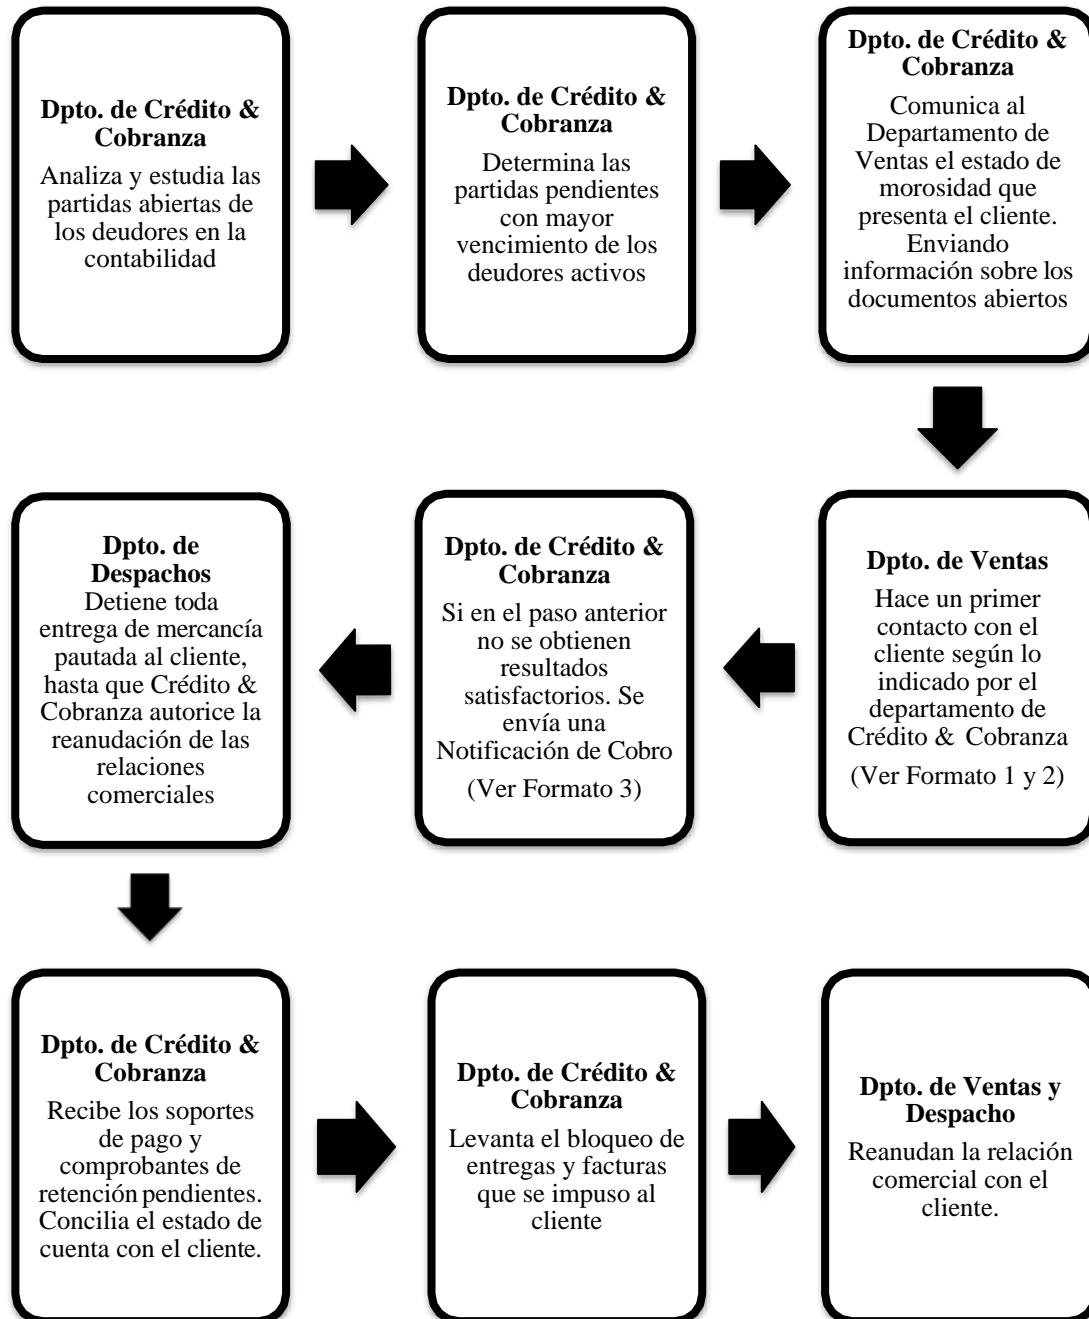 Dpto. de Crédito &
Cobranza
Analiza y estudia las
partidas abiertas de
los deudores en la
contabilidad
Dpto. de Crédito &
Cobranza
Determina las
partidas pendientes
con mayor
vencimiento de los
deudores activos
Dpto. de Crédito &
Cobranza
Comunica al
Departamento de
Ventas el estado de
morosidad que
presenta el cliente.
Enviando
información sobre los
documentos abiertos
Dpto. de Ventas
Hace un primer
contacto con el
cliente según lo
indicado por el
departamento de
Crédito & Cobranza
(Ver Formato 1 y 2)
Dpto. de Crédito &
Cobranza
Si en el paso anterior
no se obtienen
resultados
satisfactorios. Se
envía una
Notificación de Cobro
(Ver Formato 3)
Dpto. de
Despachos
Detiene toda
entrega de mercancía
pautada al cliente,
hasta que Crédito &
Cobranza autorice la
reanudación de las
relaciones
comerciales
Dpto. de Crédito &
Cobranza
Recibe los soportes
de pago y
comprobantes de
retención pendientes.
Concilia el estado de
cuenta con el cliente.
Dpto. de Crédito &
Cobranza
Levanta el bloqueo de
entregas y facturas
que se impuso al
cliente
Dpto. de Ventas y
Despacho
Reanudan la relación
comercial con el
cliente.